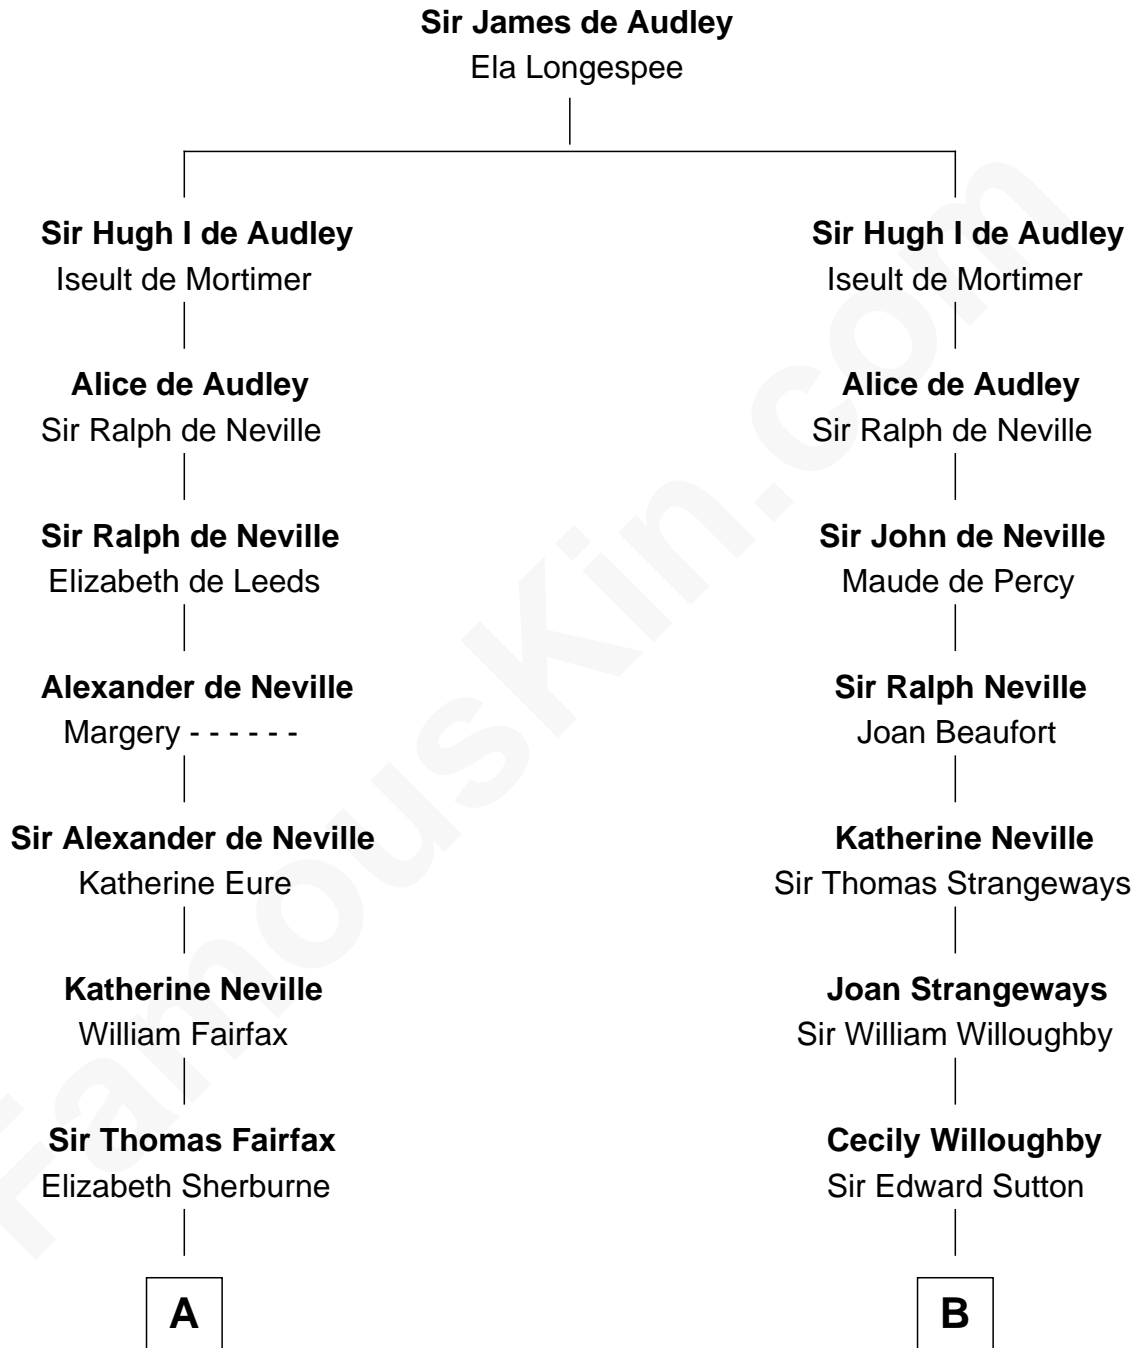 Sir James de Audley
Ela Longespee
Sir Hugh I de Audley
Iseult de Mortimer
Alice de Audley
Sir Ralph de Neville
Sir Ralph de Neville
Elizabeth de Leeds
Alexander de Neville
Margery - - - - - -
Sir Alexander de Neville
Katherine Eure
Katherine Neville
William Fairfax
Sir Thomas Fairfax
Elizabeth Sherburne
A
Sir Hugh I de Audley
Iseult de Mortimer
Alice de Audley
Sir Ralph de Neville
Sir John de Neville
Maude de Percy
Sir Ralph Neville
Joan Beaufort
Katherine Neville
Sir Thomas Strangeways
Joan Strangeways
Sir William Willoughby
Cecily Willoughby
Sir Edward Sutton
B
FamousKin.com